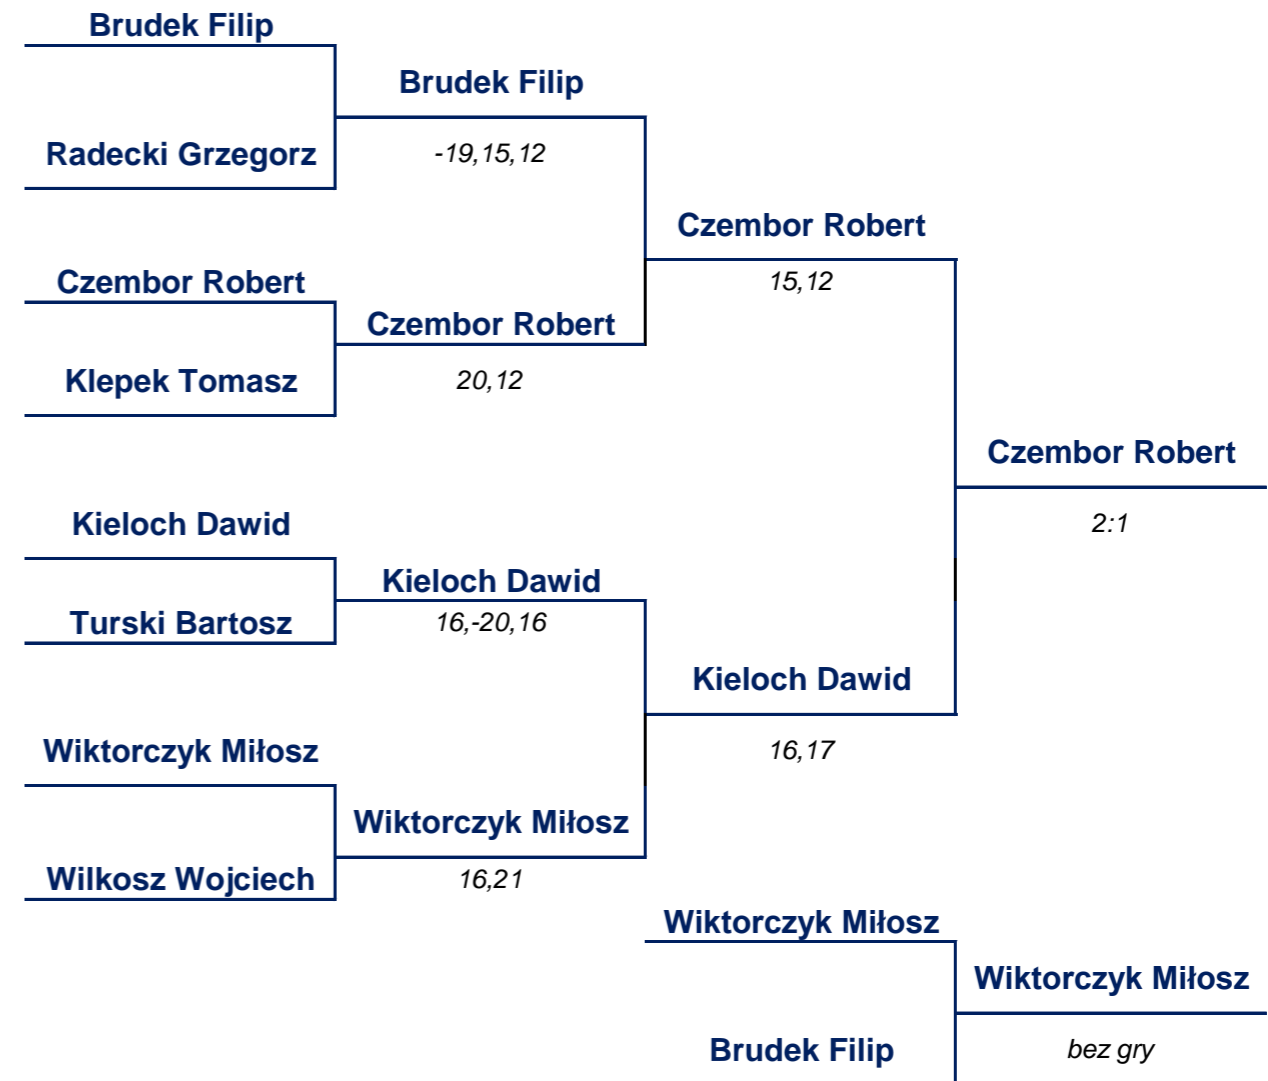 Brudek Filip
Brudek Filip
Radecki Grzegorz
-19,15,12
Czembor Robert
15,12
Czembor Robert
Czembor Robert
Klepek Tomasz
20,12
Czembor Robert
2:1
Kieloch Dawid
Kieloch Dawid
Turski Bartosz
16,-20,16
Kieloch Dawid
16,17
Wiktorczyk Miłosz
Wiktorczyk Miłosz
Wilkosz Wojciech
16,21
Wiktorczyk Miłosz
Wiktorczyk Miłosz
Brudek Filip
bez gry